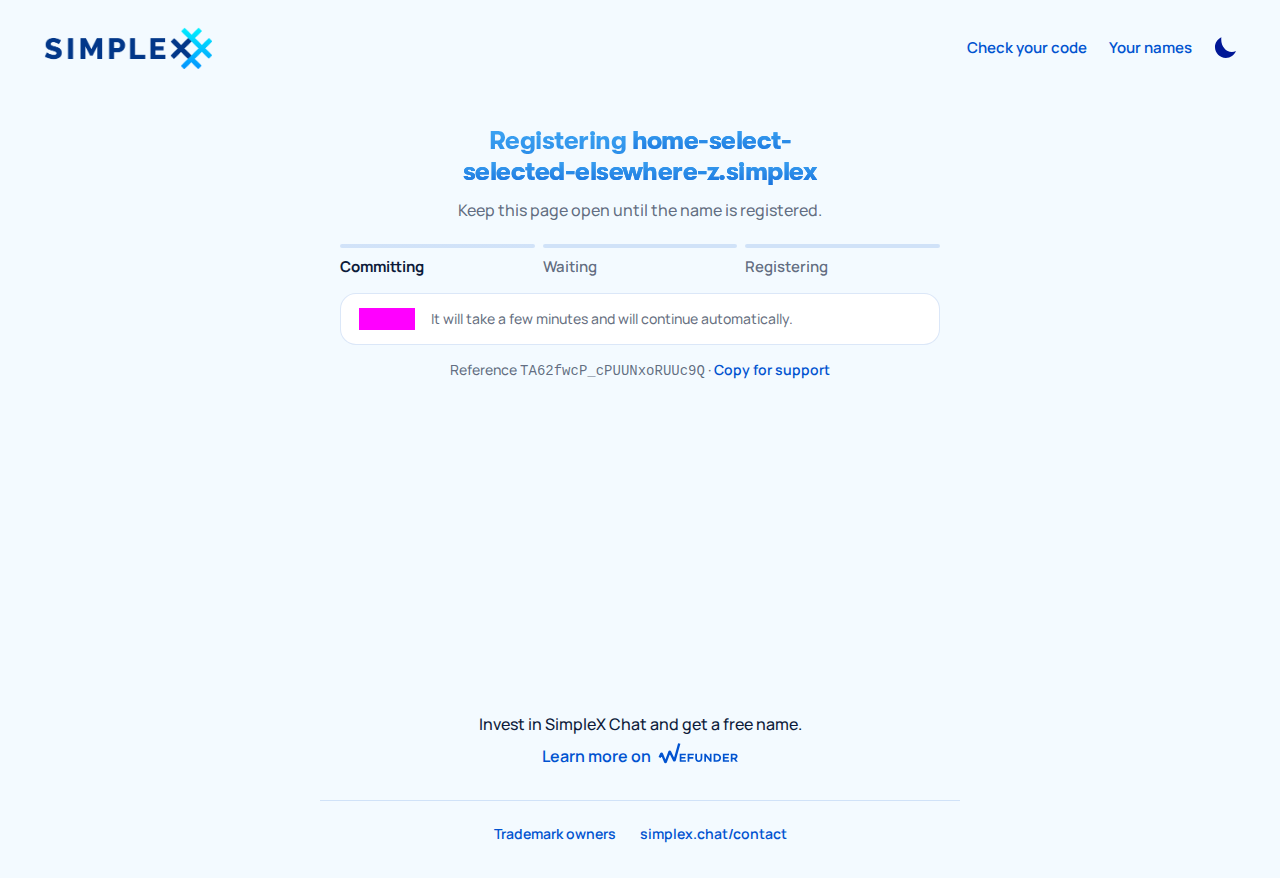 SIMPLEX
Check your code
Your names
Registering home-select-
selected-elsewhere-z.simplex
Keep this page open until the name is registered.
Committing
Waiting
Registering
It will take a few minutes and will continue automatically.
Reference TA62fwcP_cPUUNxoRUUc9Q · Copy for support
Invest in SimpleX Chat and get a free name.
Learn more on WEFUNDER
Trademark owners
simplex.chat/contact